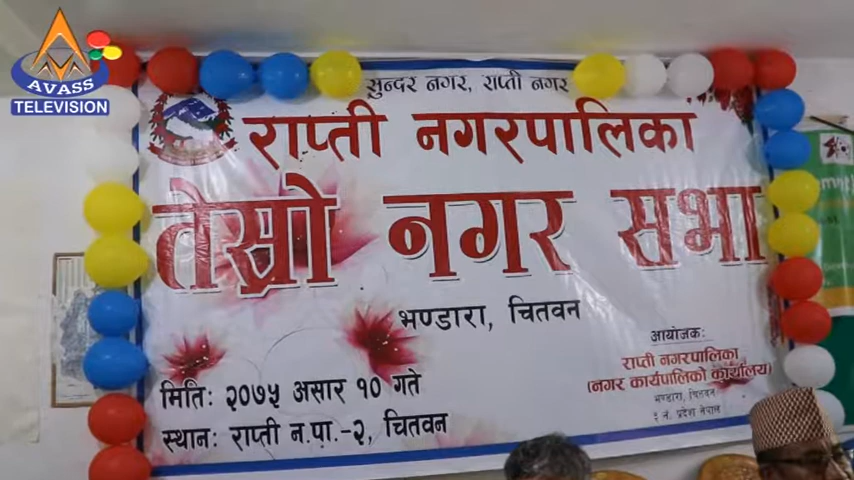 AVASS
TELEVISION
सुन्दर नगर, राप्ती नगर
राप्ती नगरपालिका
तेस्रो नगर सभा
भण्डारा, चितवन
मिति: २०७५ असार १० गते
स्थान: राप्ती न.पा.-२, चितवन
आयोजक:
राप्ती नगरपालिका
(नगर कार्यपालिको कार्यालय)
भण्डारा, चितवन
३ नं. प्रदेश नेपाल